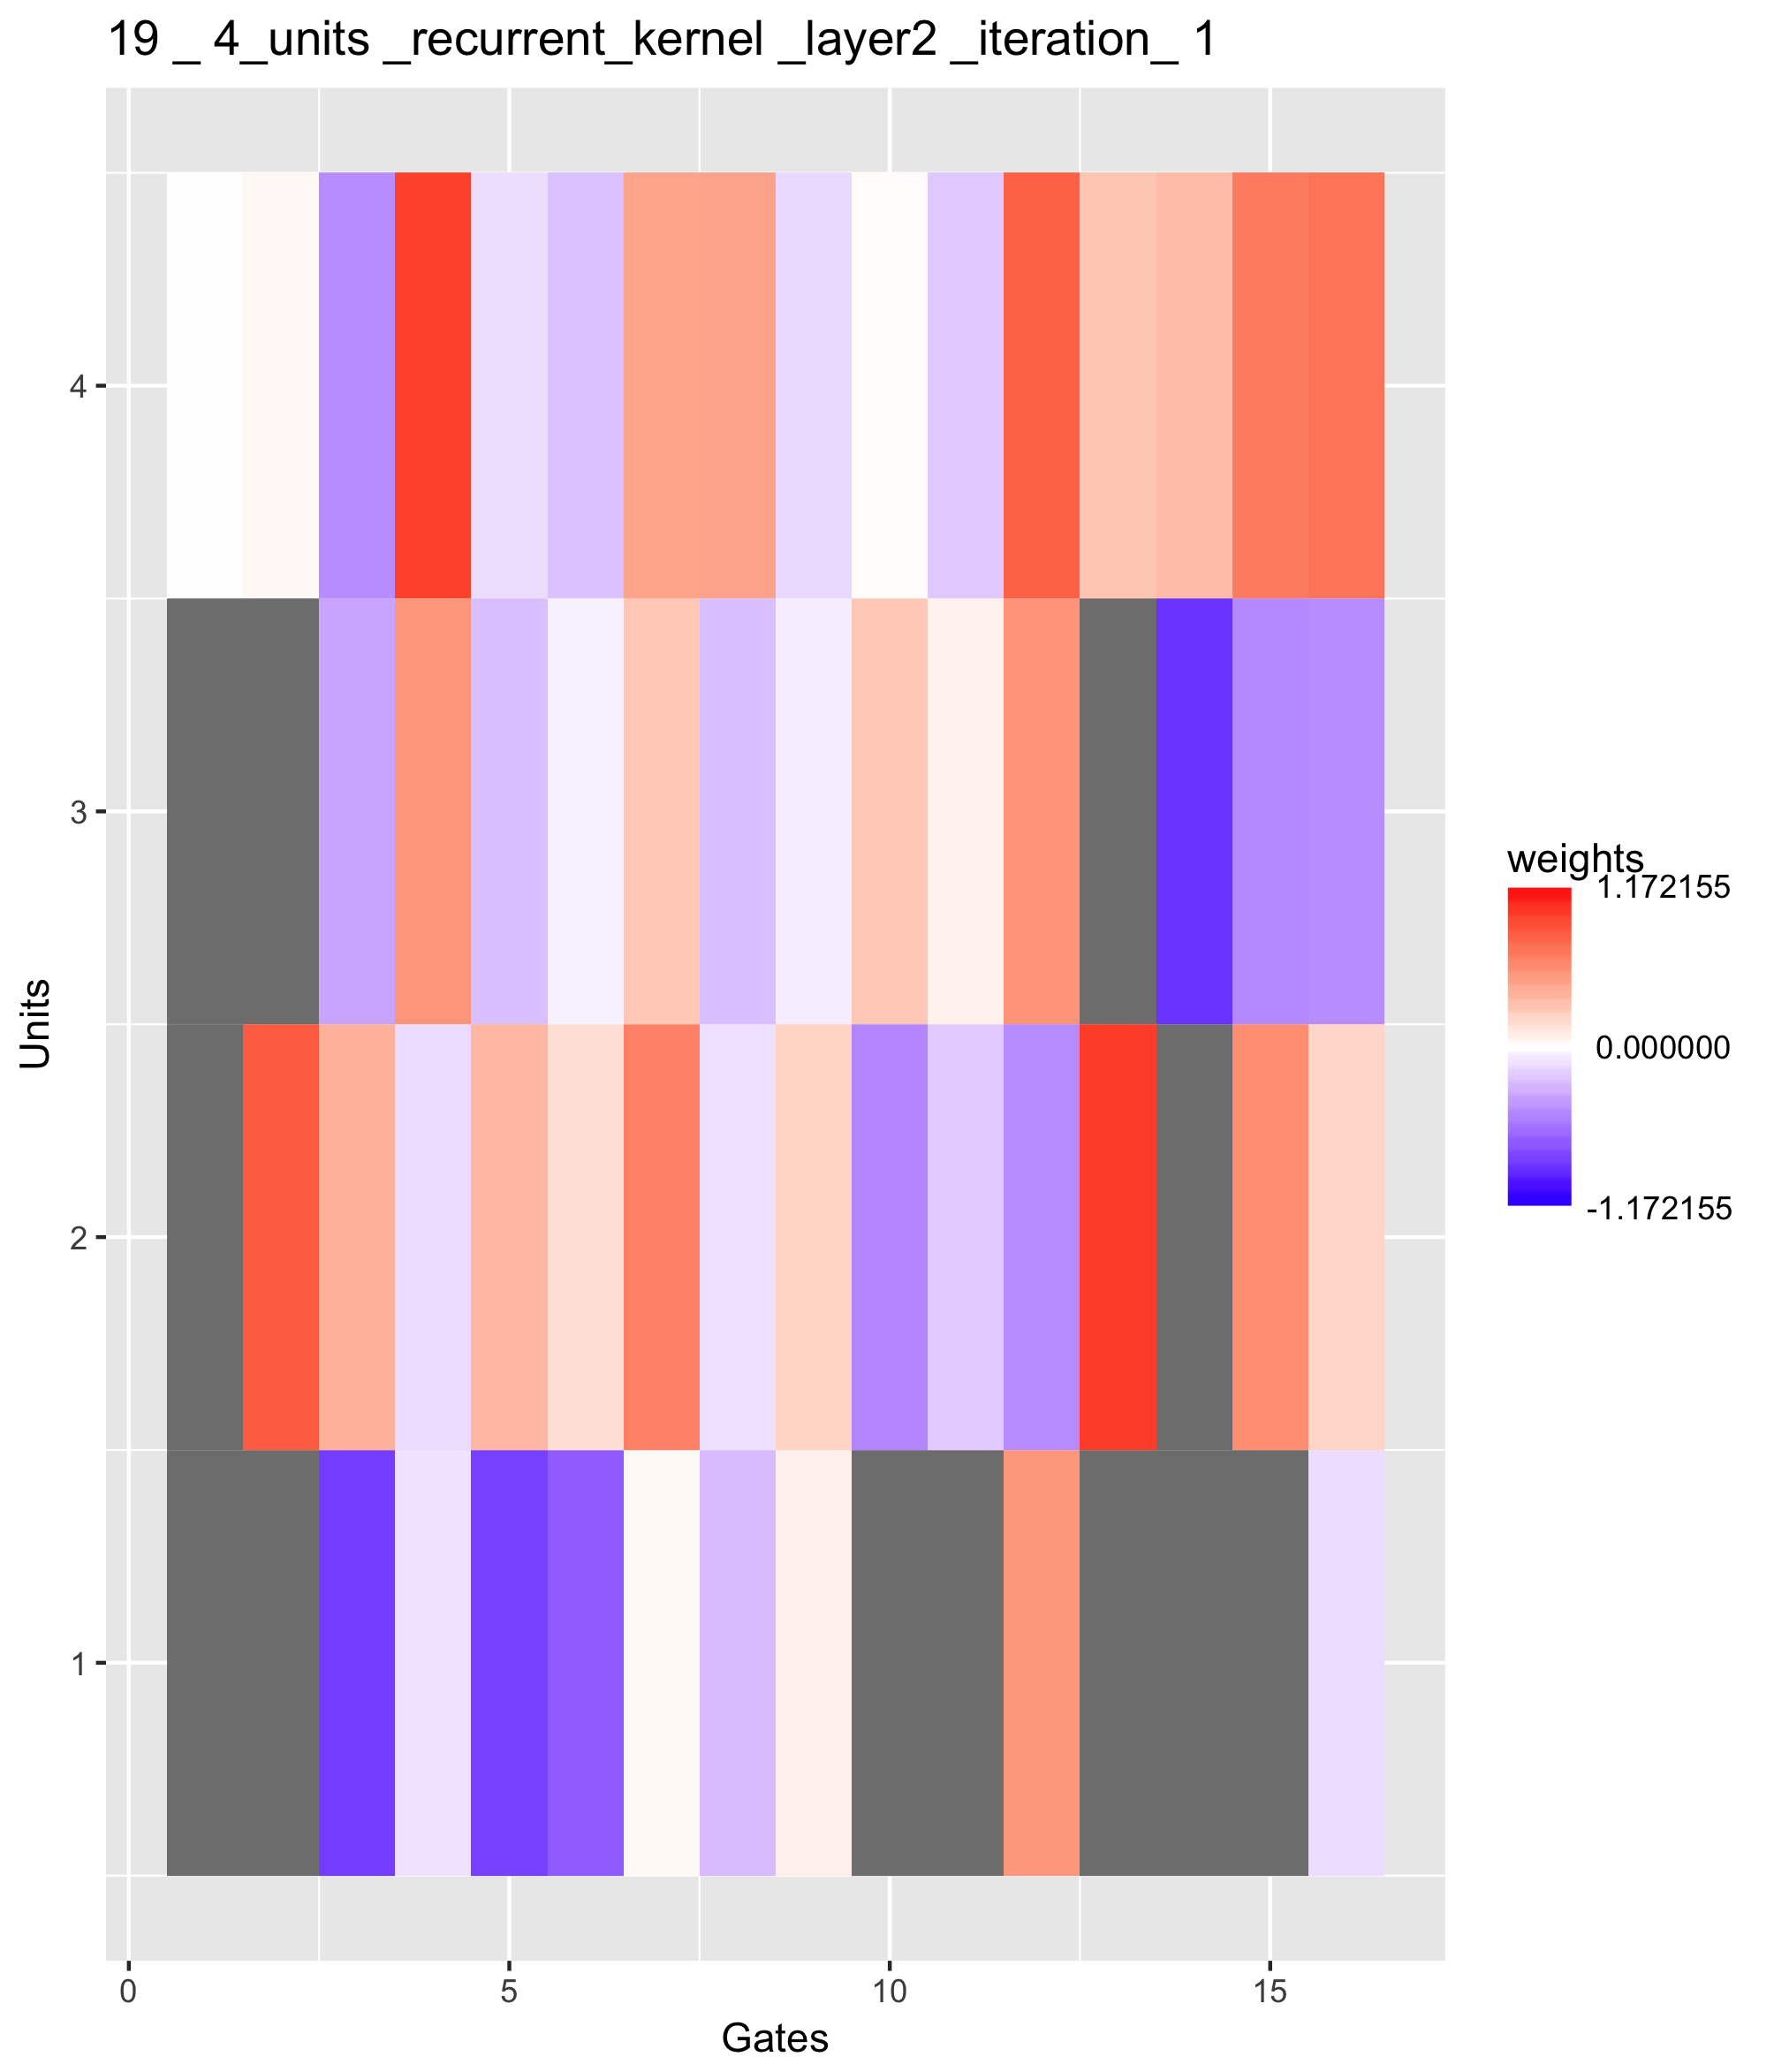 19 _ 4_units _recurrent_kernel _layer2 _iteration_ 1
4
3
2
1
Units
0 5 10 15
Gates
weights
1.172155
0.000000
-1.172155